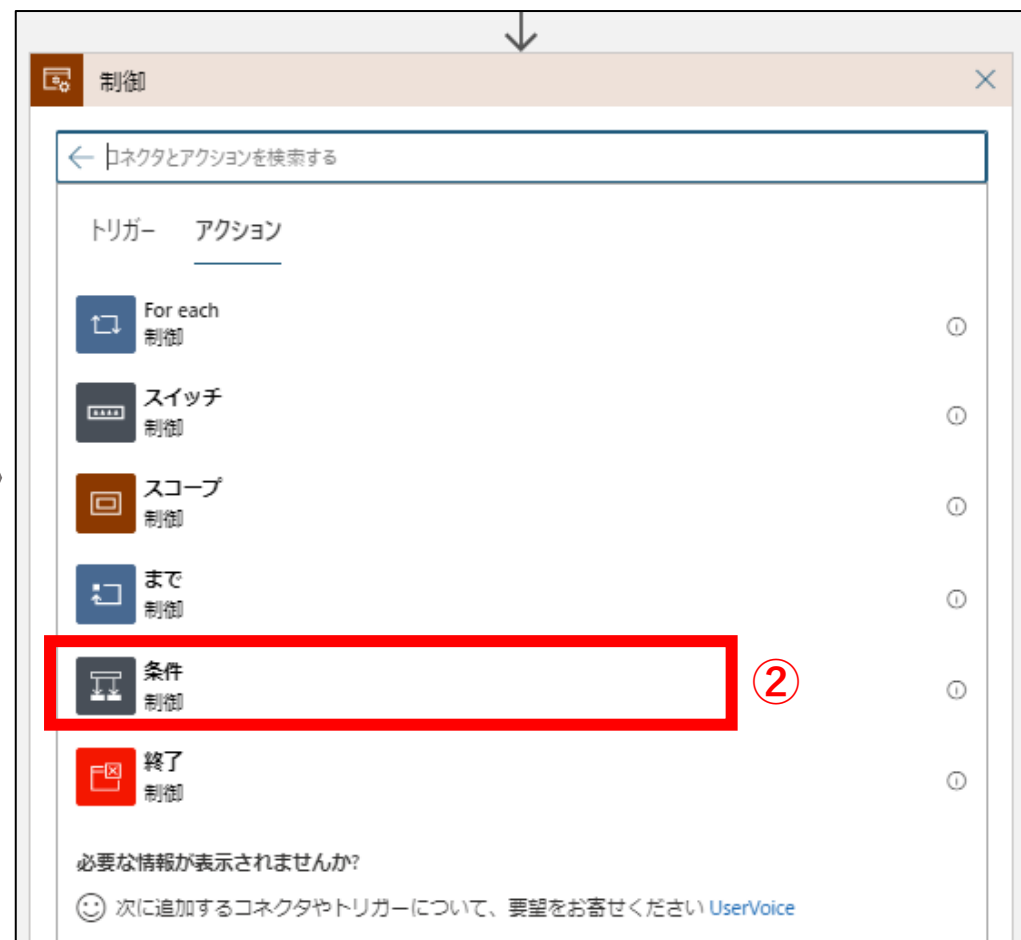 制御
コネクタとアクションを検索する
トリガー アクション
For each
制御
スイッチ
制御
スコープ
制御
まで
制御
条件
制御
②
終了
制御
必要な情報が表示されませんか?
次に追加するコネクタやトリガーについて、要望をお寄せください UserVoice